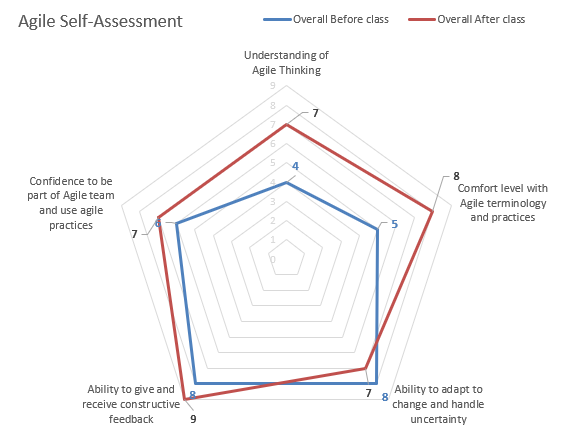 Agile Self-Assessment
Overall Before class
Overall After class
Understanding of
Agile Thinking
9
8
7
6
5
4
3
2
1
0
7
4
8
Comfort level with
Agile terminology
and practices
5
Confidence to be
part of Agile team
and use agile
practices
6
7
Ability to give and
receive constructive
feedback
8
9
Ability to adapt to
change and handle
uncertainty
7
8